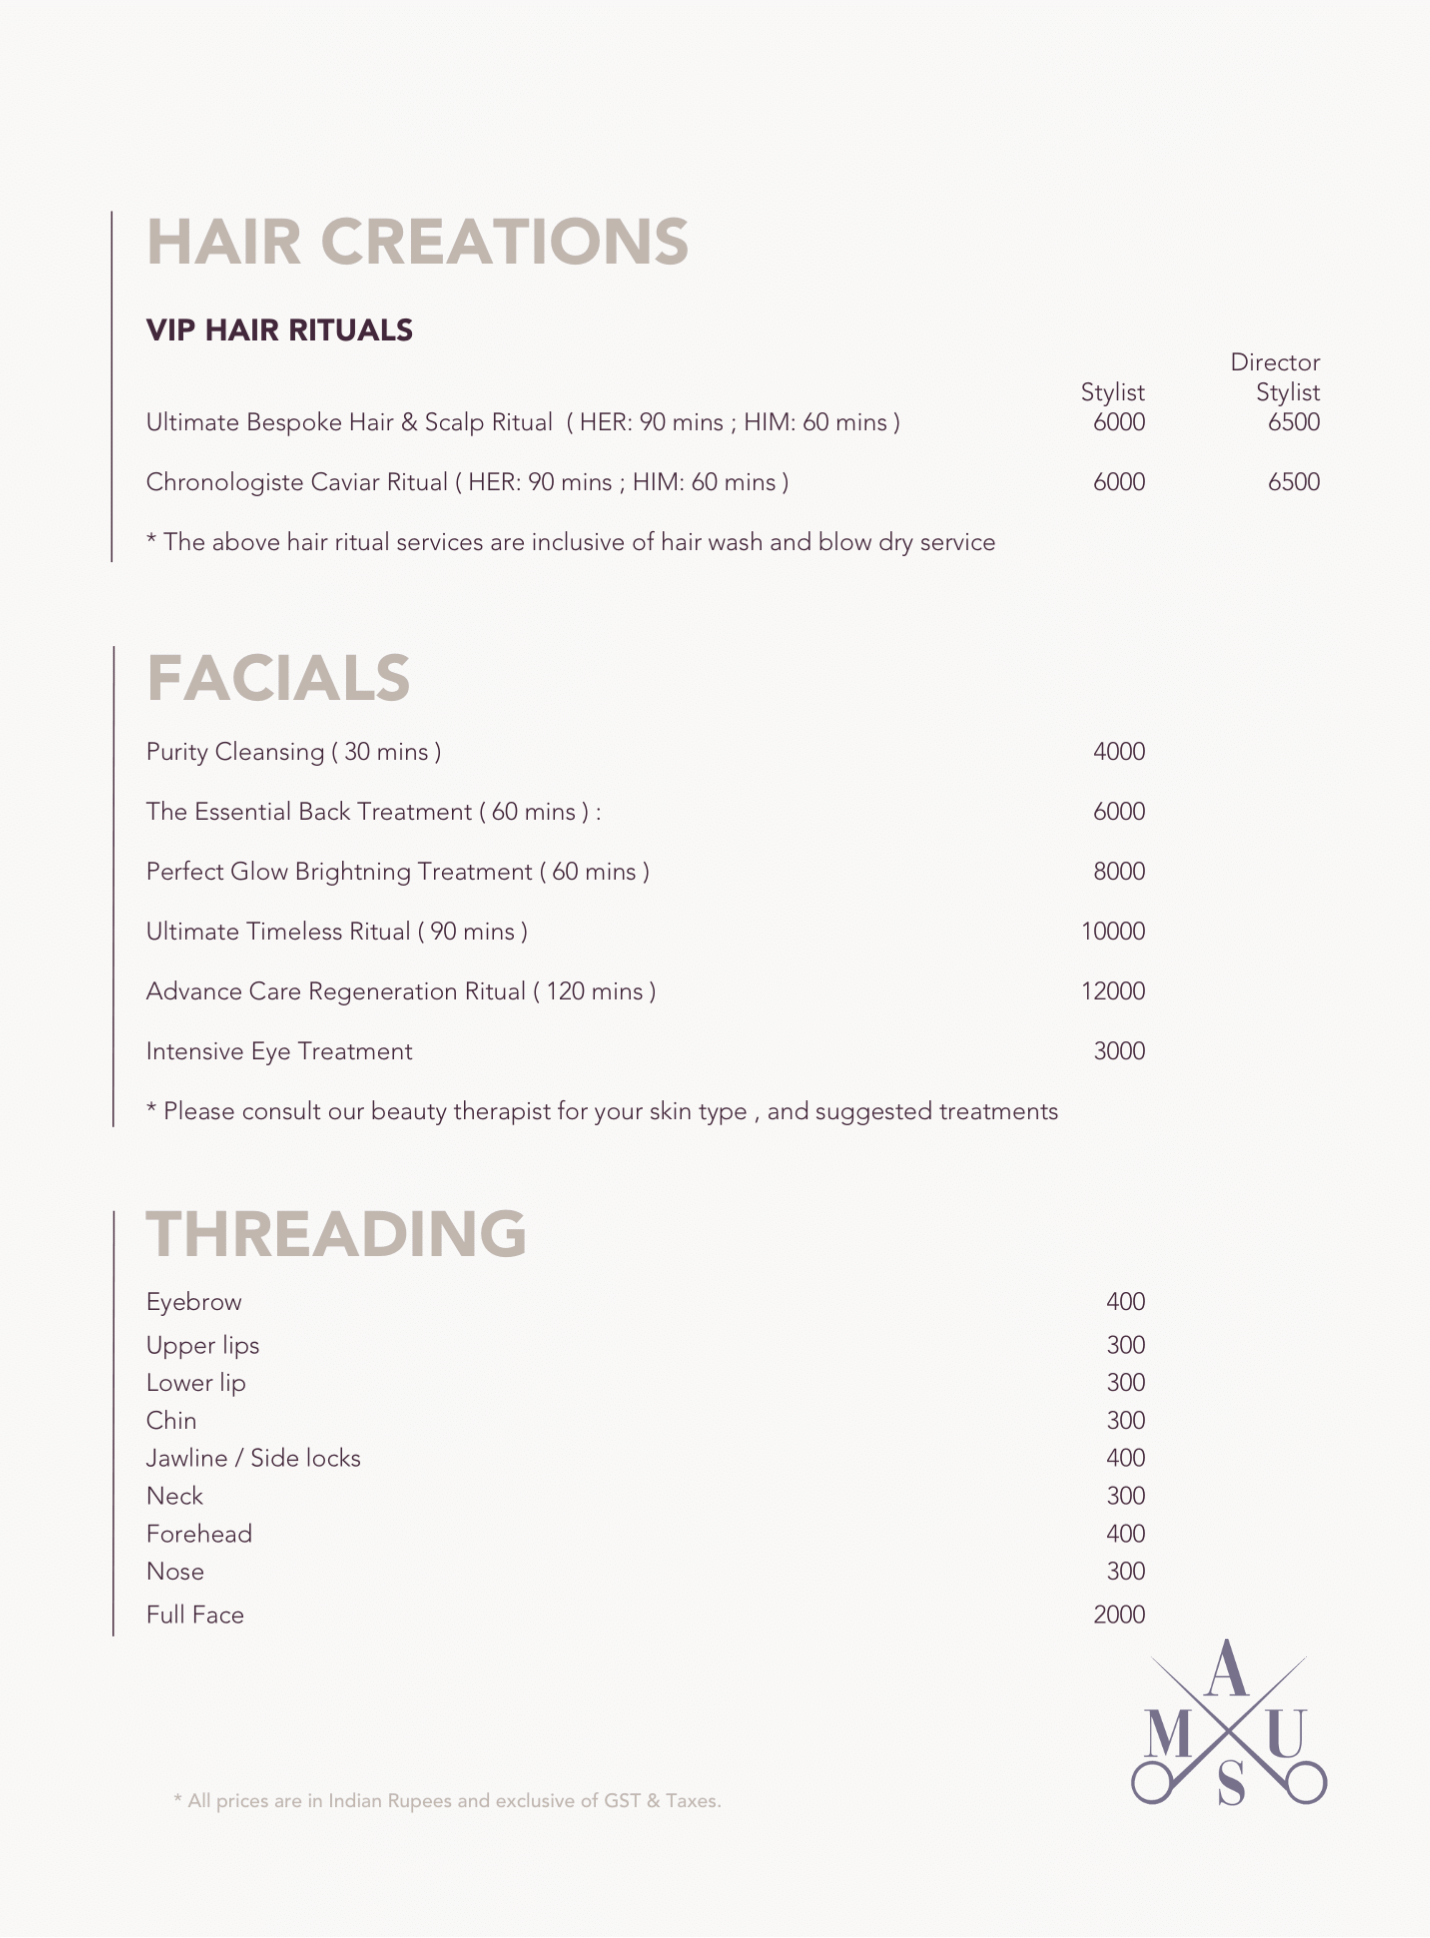 HAIR CREATIONS
VIP HAIR RITUALS
Director
Stylist Stylist
Ultimate Bespoke Hair & Scalp Ritual ( HER: 90 mins ; HIM: 60 mins ) 6000 6500
Chronologiste Caviar Ritual ( HER: 90 mins ; HIM: 60 mins ) 6000 6500
* The above hair ritual services are inclusive of hair wash and blow dry service
FACIALS
Purity Cleansing ( 30 mins ) 4000
The Essential Back Treatment ( 60 mins ) : 6000
Perfect Glow Brightning Treatment ( 60 mins ) 8000
Ultimate Timeless Ritual ( 90 mins ) 10000
Advance Care Regeneration Ritual ( 120 mins ) 12000
Intensive Eye Treatment 3000
* Please consult our beauty therapist for your skin type , and suggested treatments
THREADING
Eyebrow 400
Upper lips 300
Lower lip 300
Chin 300
Jawline / Side locks 400
Neck 300
Forehead 400
Nose 300
Full Face 2000
A
M U
S
* All prices are in Indian Rupees and exclusive of GST & Taxes.